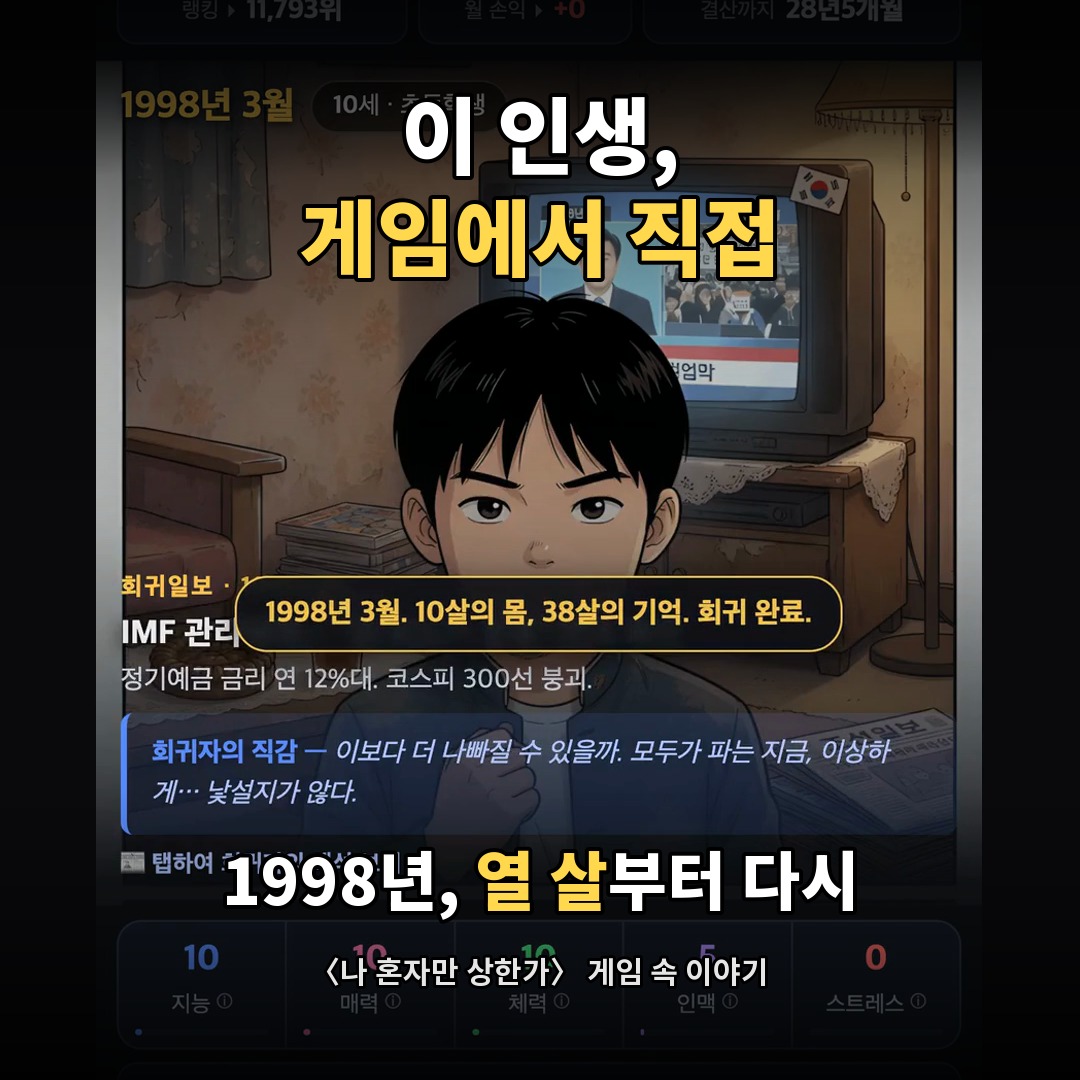 랭킹 ▸ 11,793위
월 손익 ▸ +0
결산까지 28년5개월
1998년 3월
10세 ·
이 인생,
게임에서 직접
회귀일보 ·
1998년 3월. 10살의 몸, 38살의 기억. 회귀 완료.
IMF 관리
정기예금 금리 연 12%대. 코스피 300선 붕괴.
회귀자의 직감 — 이보다 더 나빠질 수 있을까. 모두가 파는 지금, 이상하
게… 낯설지가 않다.
탭하여
1998년, 열 살부터 다시
10
10
10
5
0
〈나 혼자만 상한가〉 게임 속 이야기
지능 ⓘ
매력 ⓘ
체력 ⓘ
인맥 ⓘ
스트레스 ⓘ